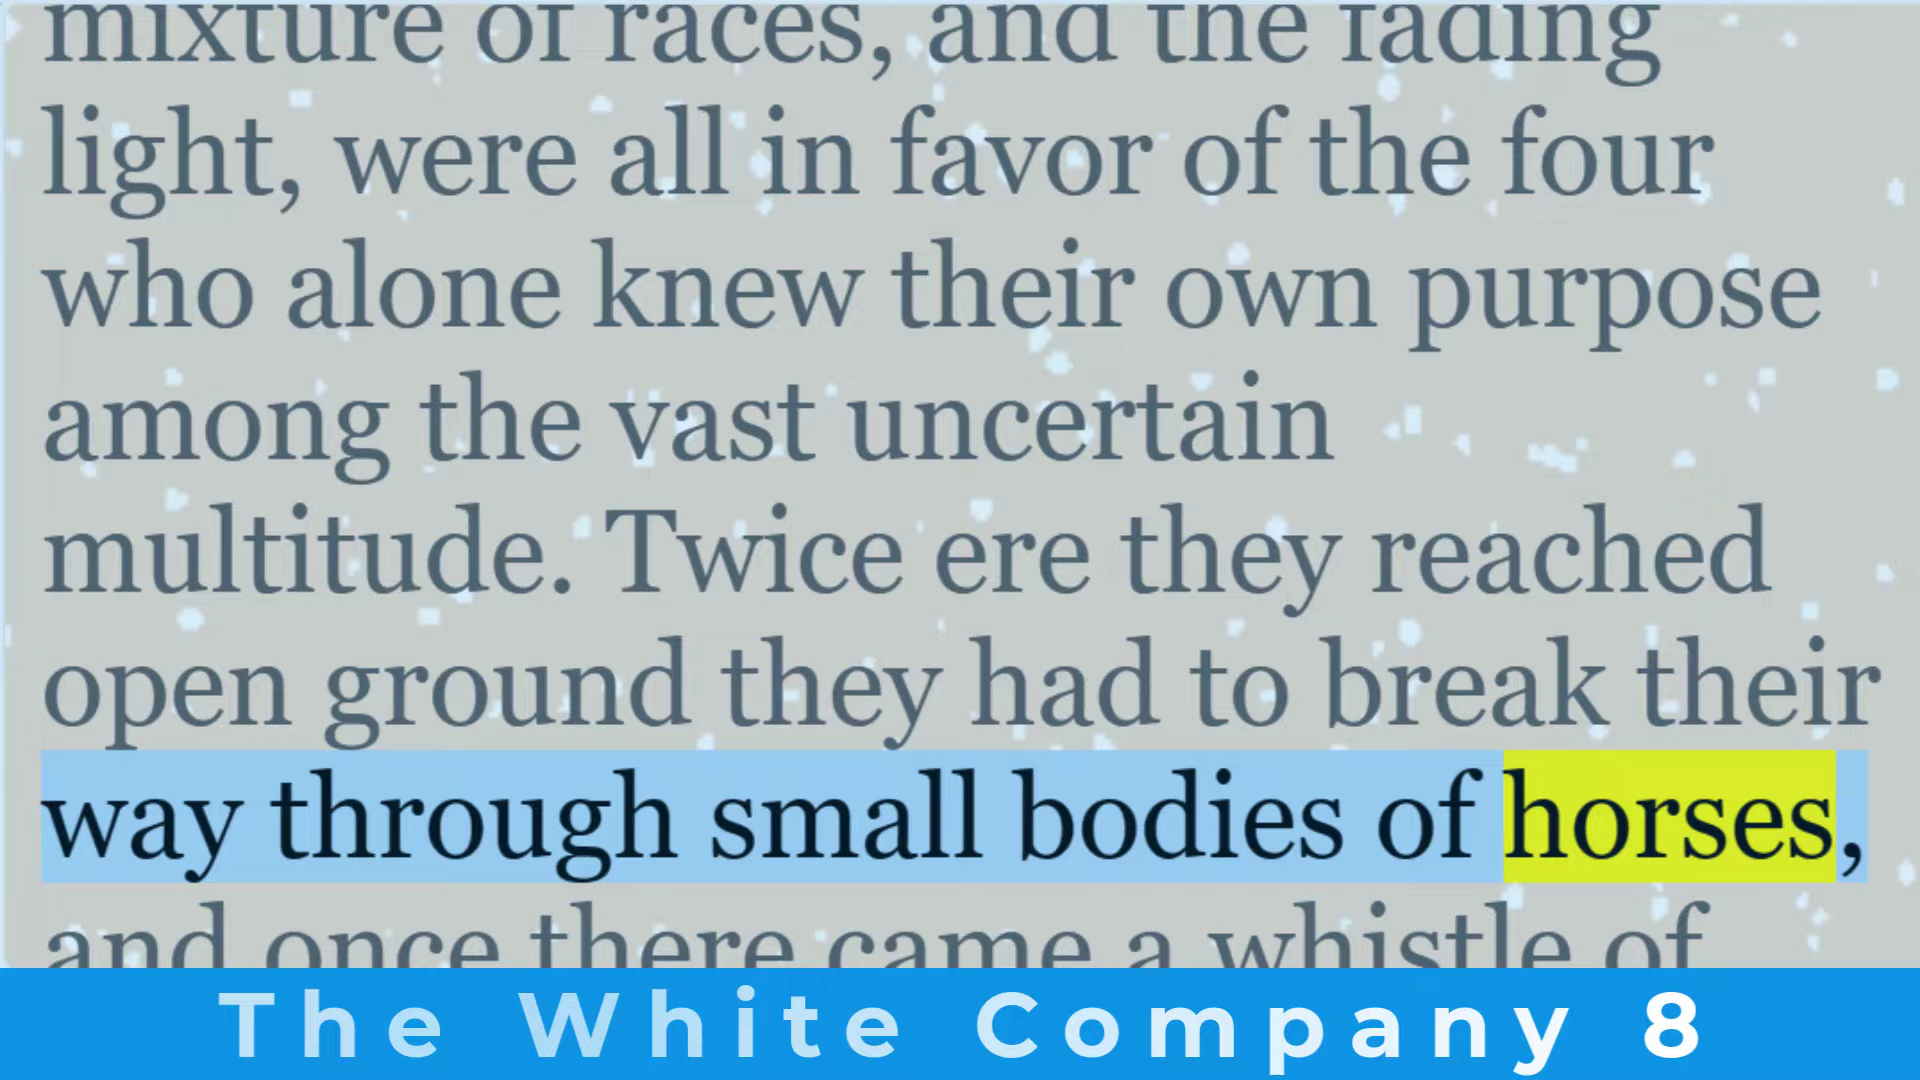 mixture of races, and the fading
light, were all in favor of the four
who alone knew their own purpose
among the vast uncertain
multitude. Twice ere they reached
open ground they had to break their
way through small bodies of horses,
and once there came a whistle of
The White Company 8